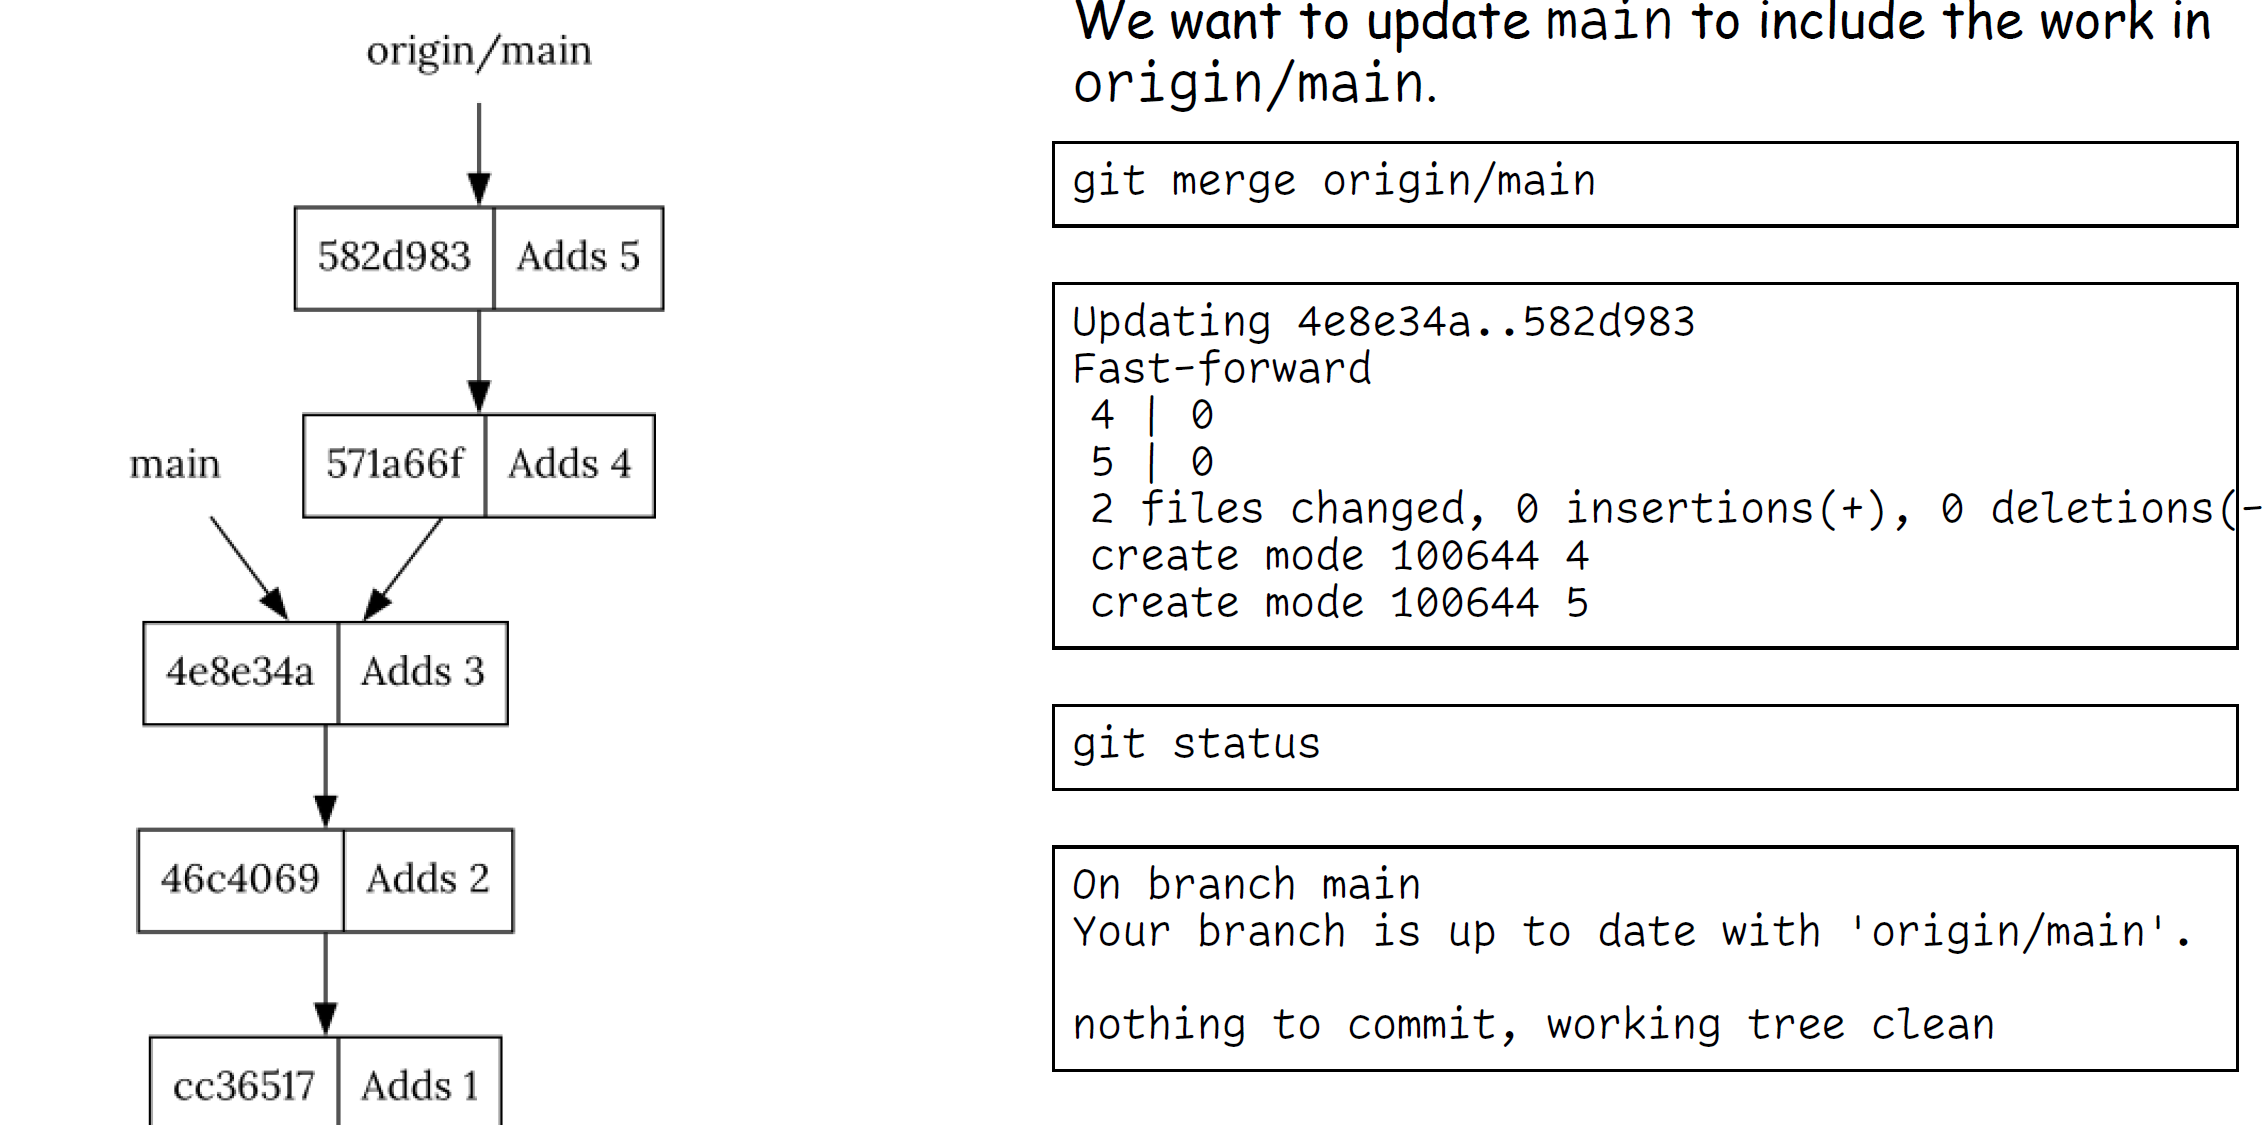 origin/main
582d983 Adds 5
571a66f Adds 4
main
4e8e34a Adds 3
46c4069 Adds 2
cc36517 Adds 1
We want to update main to include the work in
origin/main.
git merge origin/main
Updating 4e8e34a..582d983
Fast-forward
4 | 0
5 | 0
2 files changed, 0 insertions(+), 0 deletions(-
create mode 100644 4
create mode 100644 5
git status
On branch main
Your branch is up to date with 'origin/main'.
nothing to commit, working tree clean